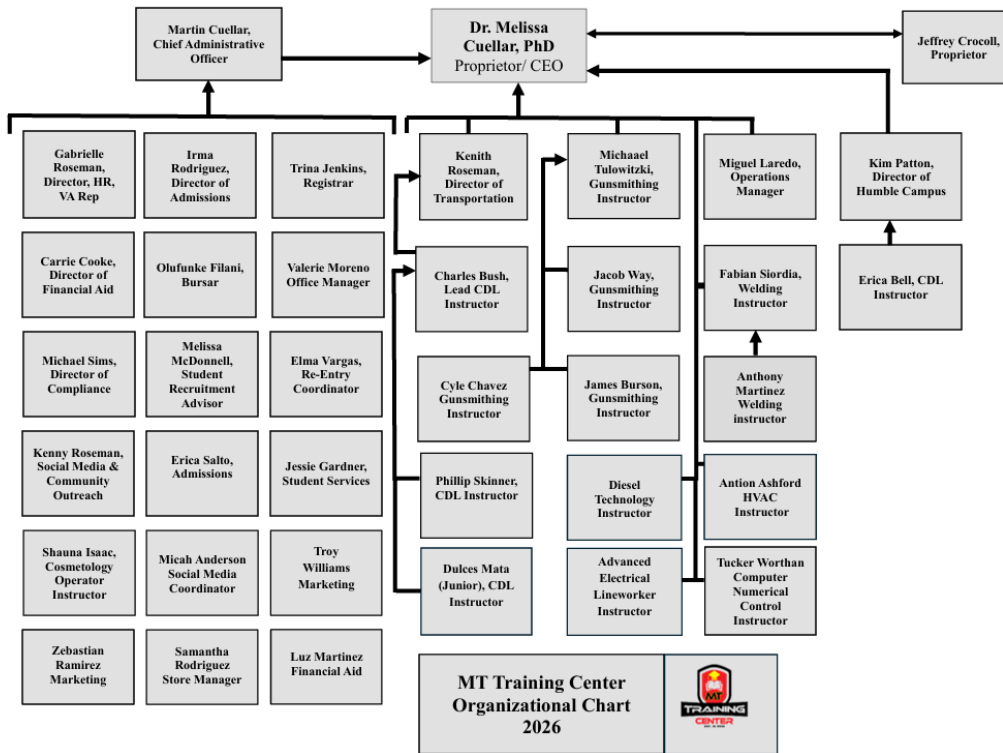 Martin Cuellar,
Chief Administrative
Officer
Dr. Melissa
Cuellar, PhD
Proprietor/ CEO
Jeffrey Crocoll,
Proprietor
Gabrielle
Roseman,
Director, HR,
VA Rep
Irma
Rodriguez,
Director of
Admissions
Trina Jenkins,
Registrar
Kenith
Roseman,
Director of
Transportation
Michaael
Tulowitzki,
Gunsmithing
Instructor
Miguel Laredo,
Operations
Manager
Kim Patton,
Director of
Humble Campus
Carrie Cooke,
Director of
Financial Aid
Olufunke Filani,
Bursar
Valerie Moreno
Office Manager
Charles Bush,
Lead CDL
Instructor
Jacob Way,
Gunsmithing
Instructor
Fabian Siordia,
Welding
Instructor
Erica Bell, CDL
Instructor
Michael Sims,
Director of
Compliance
Melissa
McDonnell,
Student
Recruitment
Advisor
Elma Vargas,
Re-Entry
Coordinator
Cyle Chavez
Gunsmithing
Instructor
James Burson,
Gunsmithing
Instructor
Anthony
Martinez
Welding
instructor
Kenny Roseman,
Social Media &
Community
Outreach
Erica Salto,
Admissions
Jessie Gardner,
Student Services
Phillip Skinner,
CDL Instructor
Diesel
Technology
Instructor
Antion Ashford
HVAC
Instructor
Shauna Isaac,
Cosmetology
Operator
Instructor
Micah Anderson
Social Media
Coordinator
Troy
Williams
Marketing
Dulces Mata
(Junior), CDL
Instructor
Advanced
Electrical
Lineworker
Instructor
Tucker Worthan
Computer
Numerical
Control
Instructor
Zebastian
Ramirez
Marketing
Samantha
Rodriguez
Store Manager
Luz Martinez
Financial Aid
MT Training Center
Organizational Chart
2026
MT
TRAINING
CENTER